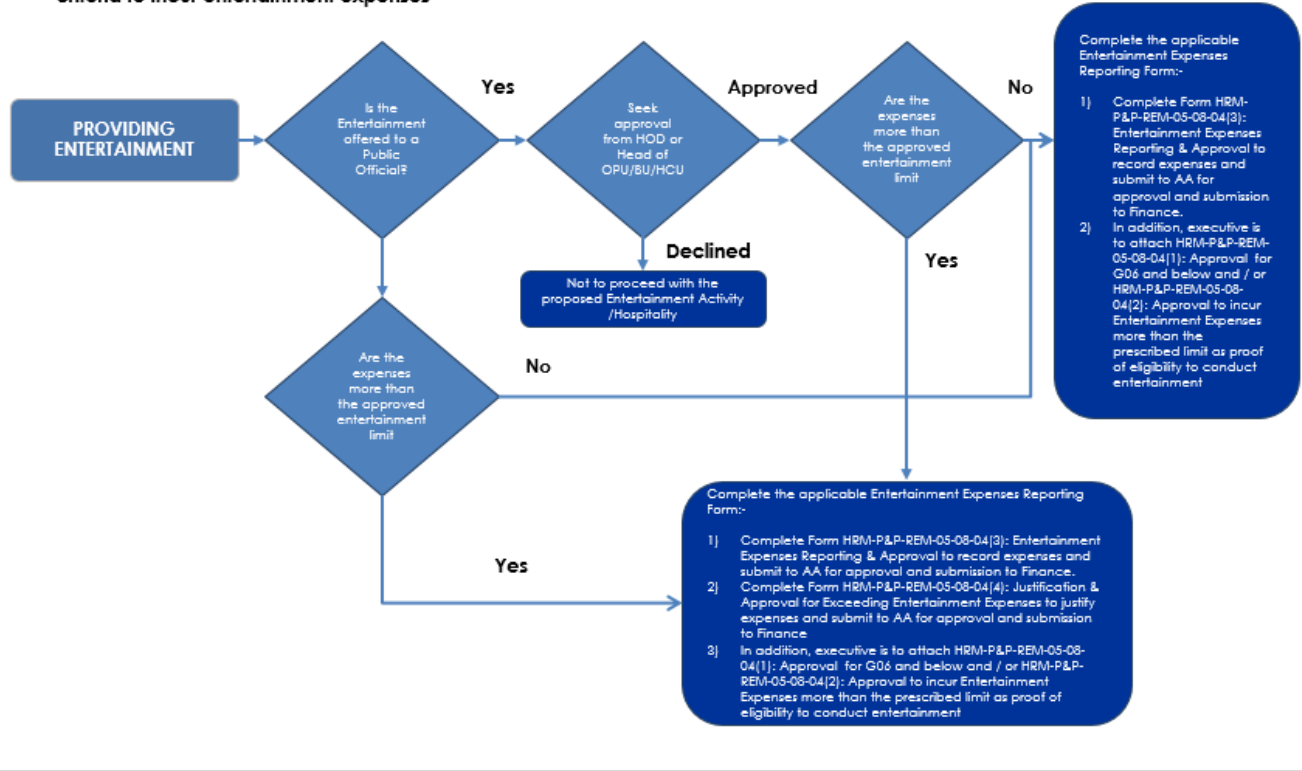 intend to incur entertainment expenses
PROVIDING
ENTERTAINMENT
Is the
Entertainment
offered to a
Public
Official?
Yes
Seek
approval
from HOD or
Head of
OPU/BU/HCU
Approved
Are the
expenses
more than
the approved
entertainment
limit
No
Complete the applicable
Entertainment Expenses
Reporting Form:-
1) Complete Form HRM-
P&P-REM-05-08-04(3):
Entertainment Expenses
Reporting & Approval to
record expenses and
submit to AA for
approval and submission
to Finance.
2) In addition, executive is
to attach HRM-P&P-REM-
05-08-04(1): Approval for
G06 and below and / or
HRM-P&P-REM-05-08-
04(2): Approval to incur
Entertainment Expenses
more than the
prescribed limit as proof
of eligibility to conduct
entertainment
Declined
Not to proceed with the
proposed Entertainment Activity
/Hospitality
Yes
Are the
expenses
more than
the approved
entertainment
limit
No
Yes
Complete the applicable Entertainment Expenses Reporting
Form:-
1) Complete Form HRM-P&P-REM-05-08-04(3): Entertainment
Expenses Reporting & Approval to record expenses and
submit to AA for approval and submission to Finance.
2) Complete Form HRM-P&P-REM-05-08-04(4): Justification &
Approval for Exceeding Entertainment Expenses to justify
expenses and submit to AA for approval and submission
to Finance
3) In addition, executive is to attach HRM-P&P-REM-05-08-
04(1): Approval for G06 and below and / or HRM-P&P-
REM-05-08-04(2): Approval to incur Entertainment
Expenses more than the prescribed limit as proof of
eligibility to conduct entertainment